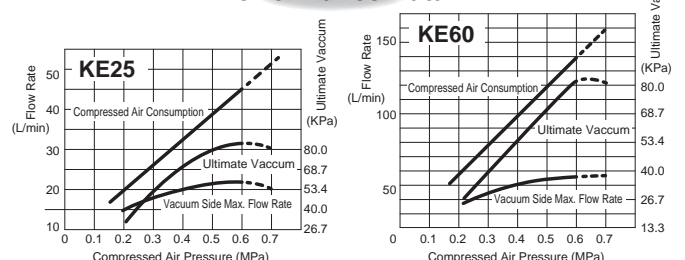 KE25
Flow Rate
(L/min)
50
40
30
20
10
Compressed Air Consumption
Ultimate Vaccum
Vacuum Side Max. Flow Rate
Ultimate Vaccum
(KPa)
80.0
68.7
53.4
40.0
26.7
0 0.1 0.2 0.3 0.4 0.5 0.6 0.7
Compressed Air Pressure (MPa)
KE60
Flow Rate
(L/min)
150
100
50
0
Compressed Air Consumption
Ultimate Vaccum
Vacuum Side Max. Flow Rate
Ultimate
(KPa)
80.0
68.7
53.4
40.0
26.7
13.3
0.1 0.2 0.3 0.4 0.5 0.6 0.7
Compressed Air Pressure (MPa)